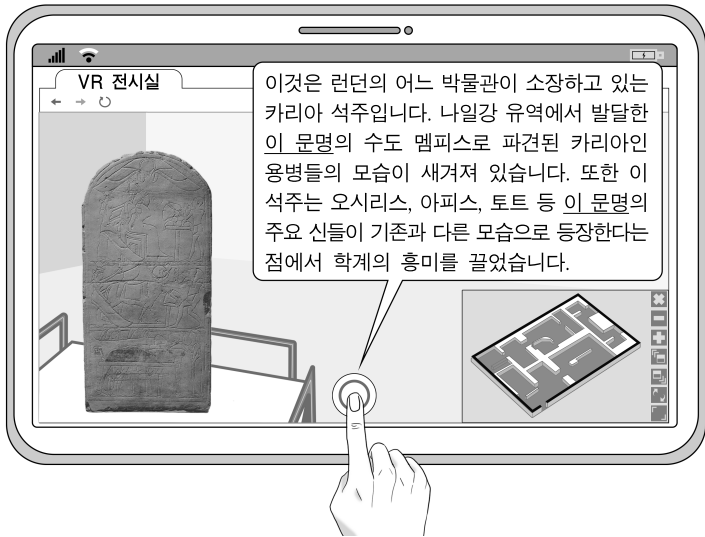 VR 전시실
이것은 런던의 어느 박물관이 소장하고 있는
카리아 석주입니다. 나일강 유역에서 발달한
이 문명의 수도 멤피스로 파견된 카리아인
용병들의 모습이 새겨져 있습니다. 또한 이
석주는 오시리스, 아피스, 토트 등 이 문명의
주요 신들이 기존과 다른 모습으로 등장한다는
점에서 학계의 흥미를 끌었습니다.